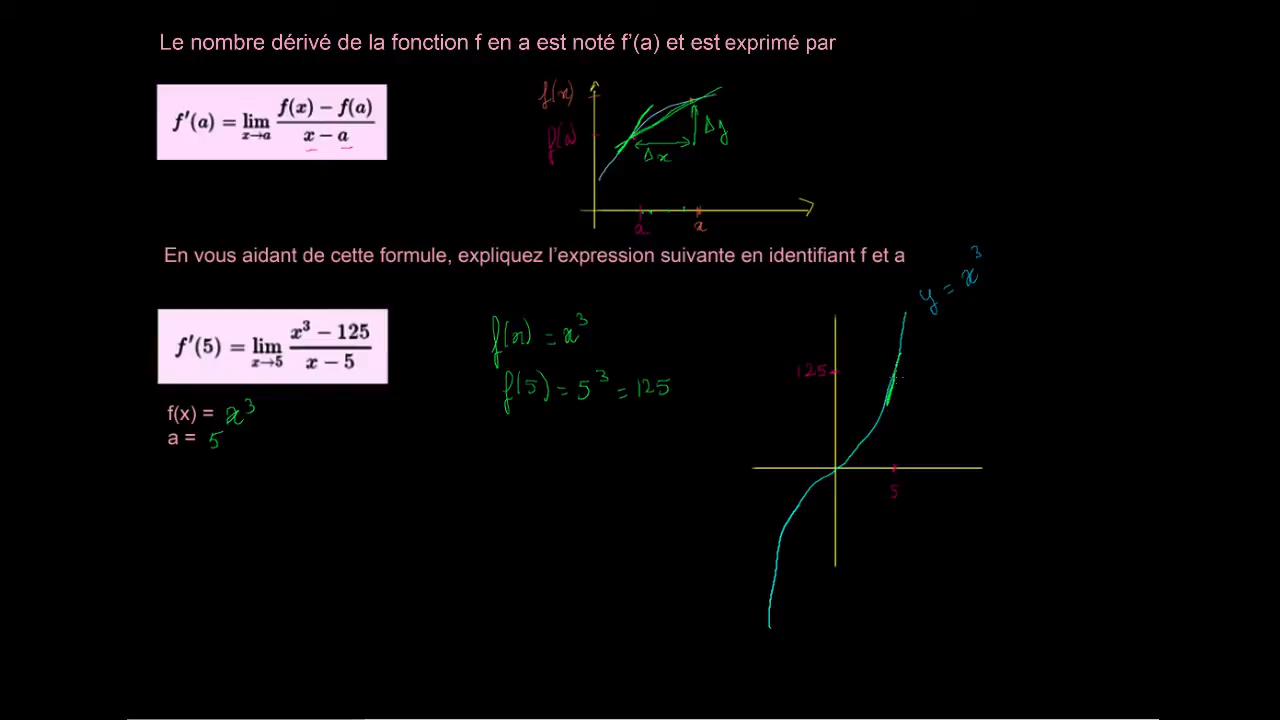 Le nombre dérivé de la fonction f en a est noté f'(a) et est exprimé par
f'(a) = lim x→a (f(x) − f(a)) / (x − a)
f(x)
f(a)
Δy
Δx
a
x
En vous aidant de cette formule, expliquez l'expression suivante en identifiant f et a
y = x³
f'(5) = lim x→5 (x³ − 125) / (x − 5)
f(x) = x³
f(5) = 5³ = 125
125
5
f(x) = x³
a = 5